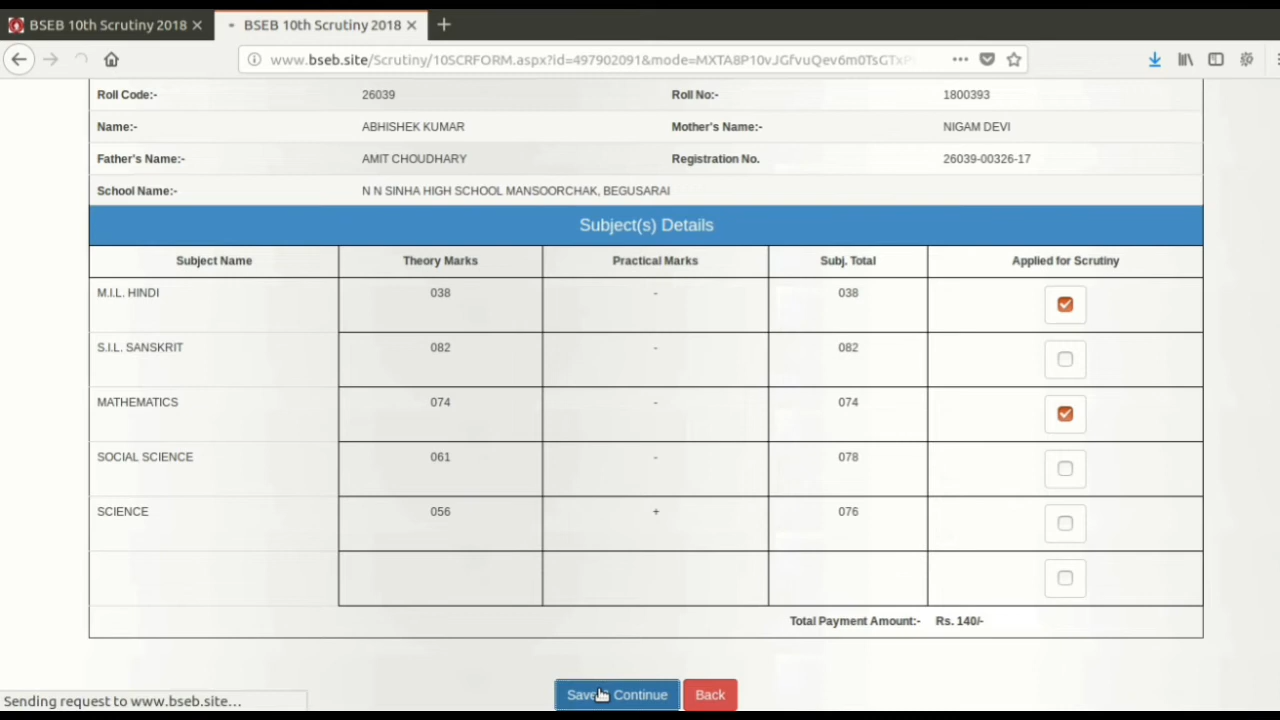 BSEB 10th Scrutiny 2018 × BSEB 10th Scrutiny 2018 × +
www.bseb.site/Scrutiny/10SCRFORM.aspx?id=497902091&mode=MXTA8P10vJGfvuQev6m0TsGTxP
Roll Code:- 26039 Roll No:- 1800393
Name:- ABHISHEK KUMAR Mother's Name:- NIGAM DEVI
Father's Name:- AMIT CHOUDHARY Registration No. 26039-00326-17
School Name:- N N SINHA HIGH SCHOOL MANSOORCHAK, BEGUSARAI
Subject(s) Details
Subject Name Theory Marks Practical Marks Subj. Total Applied for Scrutiny
M.I.L. HINDI 038 - 038
S.I.L. SANSKRIT 082 - 082
MATHEMATICS 074 - 074
SOCIAL SCIENCE 061 - 078
SCIENCE 056 + 076
Total Payment Amount:- Rs. 140/-
Save Continue Back
Sending request to www.bseb.site...